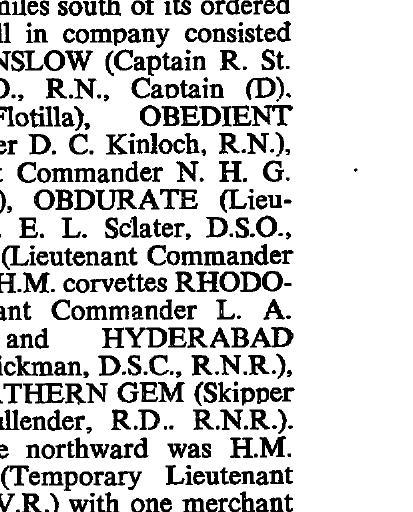 miles south of its ordered
ll in company consisted
NSLOW (Captain R. St.
O., R.N., Captain (D).
Flotilla), OBEDIENT
er D. C. Kinloch, R.N.),
t Commander N. H. G.
), OBDURATE (Lieu-
. E. L. Sclater, D.S.O.,
(Lieutenant Commander
H.M. corvettes RHODO-
ant Commander L. A.
and HYDERABAD
ickman, D.S.C., R.N.R.),
RTHERN GEM (Skipper
ullender, R.D.. R.N.R.).
e northward was H.M.
(Temporary Lieutenant
V.R.) with one merchant